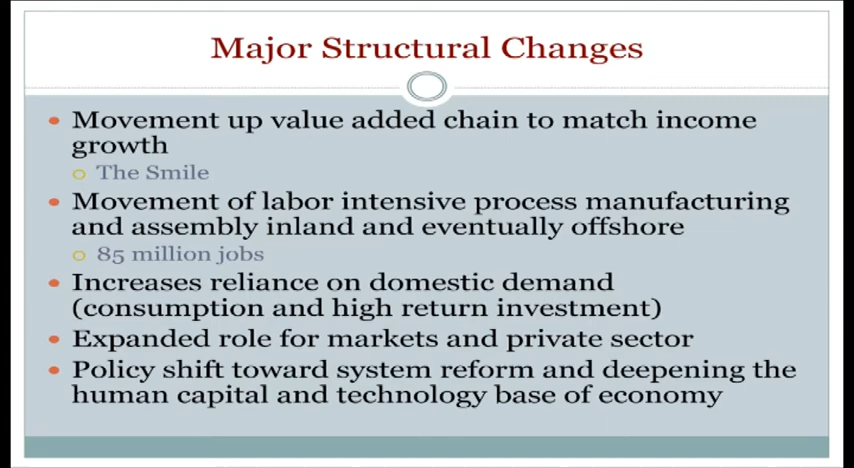 Major Structural Changes
Movement up value added chain to match income
growth
The Smile
Movement of labor intensive process manufacturing
and assembly inland and eventually offshore
85 million jobs
Increases reliance on domestic demand
(consumption and high return investment)
Expanded role for markets and private sector
Policy shift toward system reform and deepening the
human capital and technology base of economy